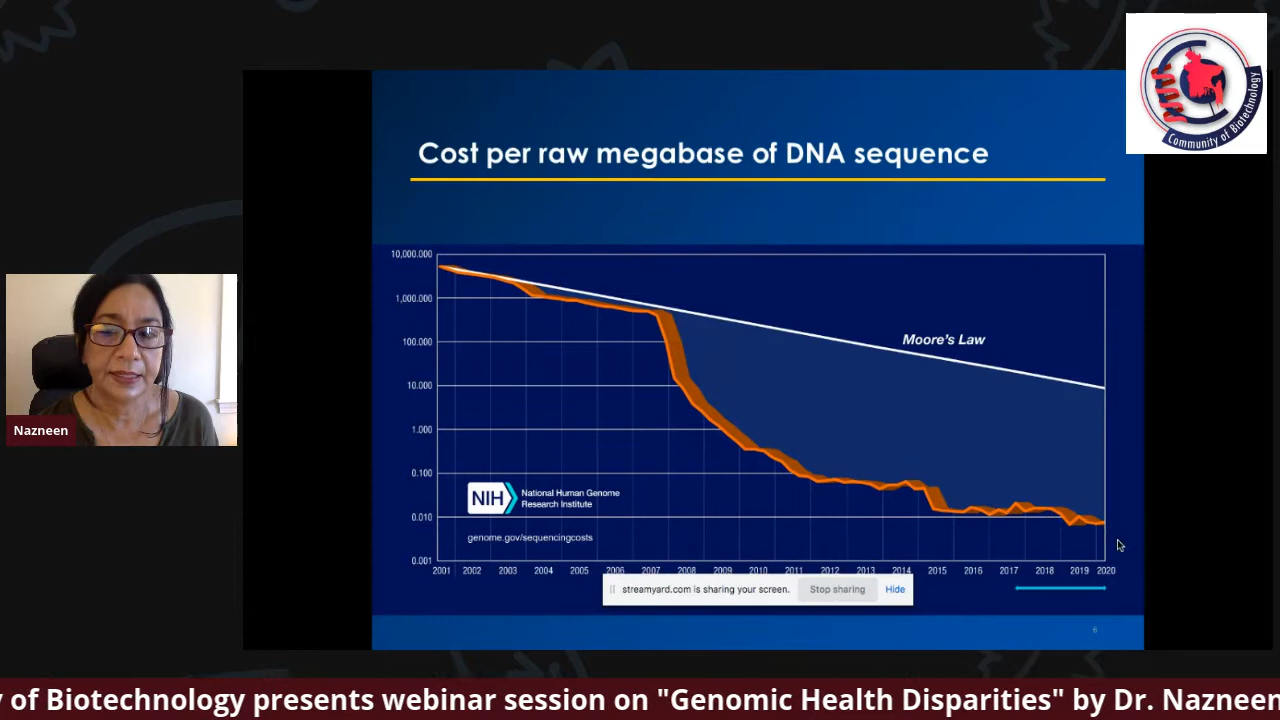 Community of Biotechnology
Cost per raw megabase of DNA sequence
10,000.000
1,000.000
100.000
10.000
1.000
0.100
0.010
0.001
Moore's Law
NIH
National Human Genome
Research Institute
genome.gov/sequencingcosts
2001 2002 2003 2004 2005 2006 2007 2008 2009 2010 2011 2012 2013 2014 2015 2016 2017 2018 2019 2020
streamyard.com is sharing your screen. Stop sharing Hide
6
Nazneen
y of Biotechnology presents webinar session on "Genomic Health Disparities" by Dr. Nazneen